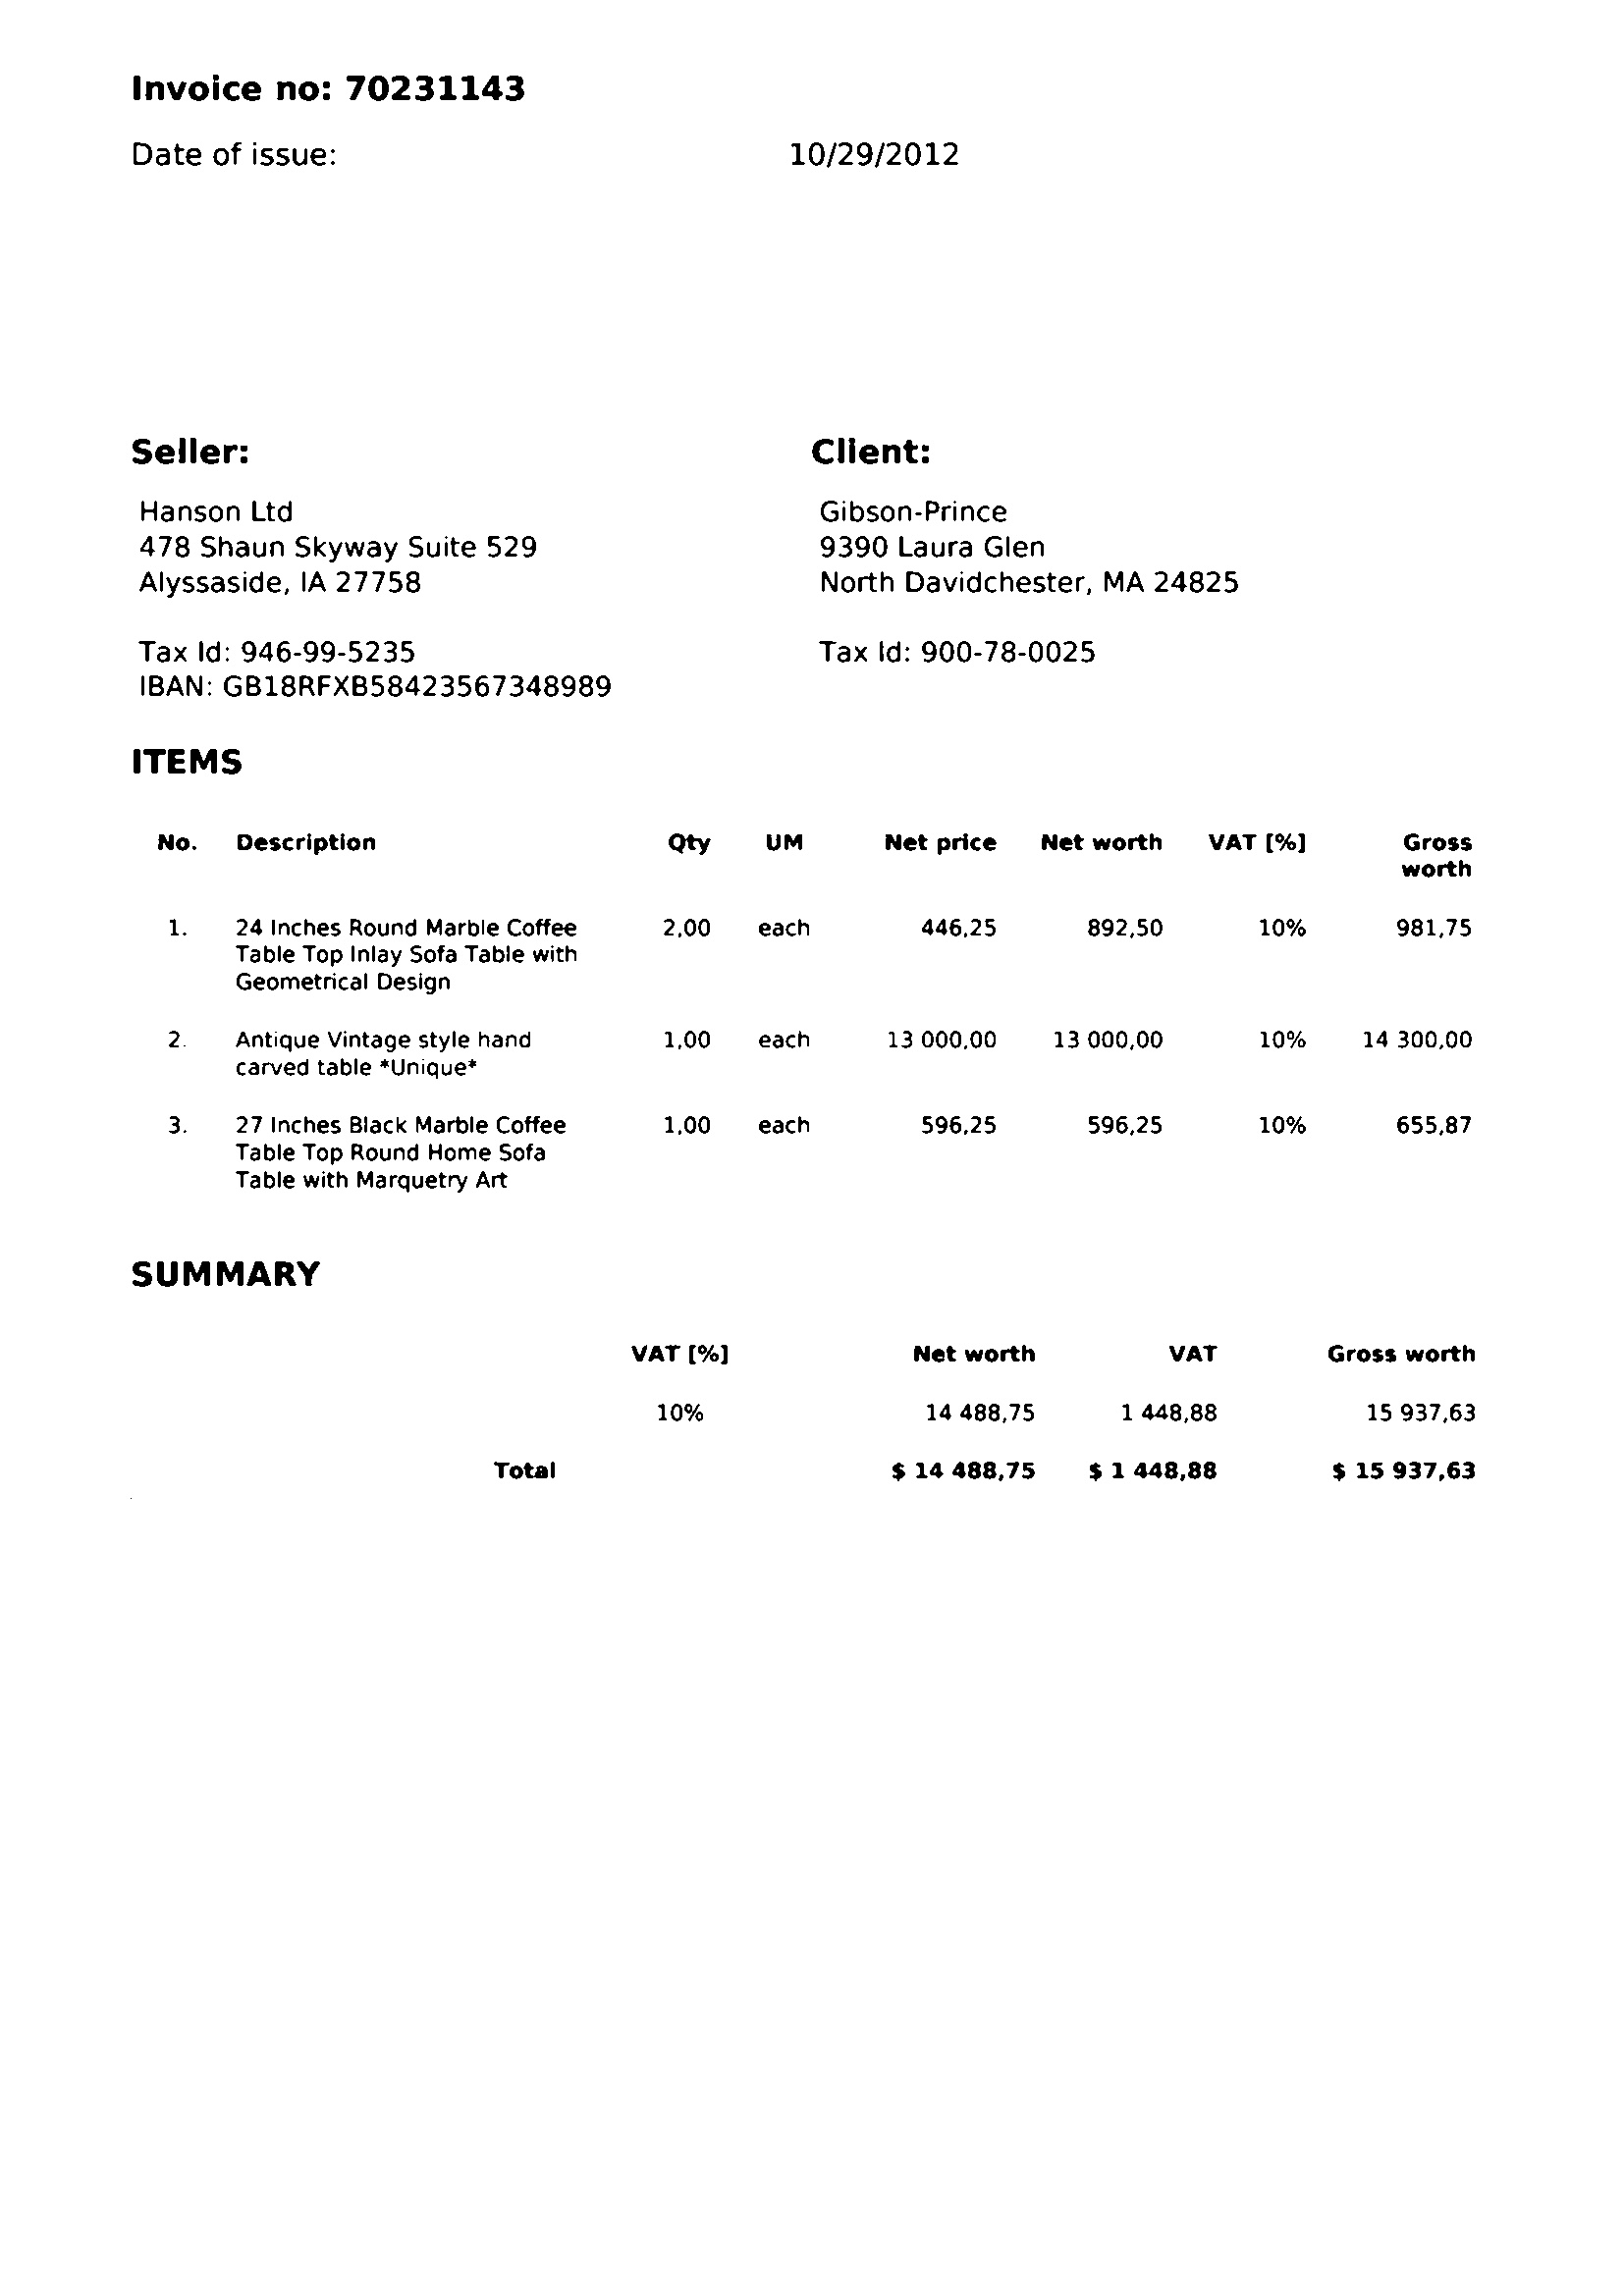 Invoice no: 70231143
Date of issue: 10/29/2012
Seller: Client:
Hanson Ltd Gibson-Prince
478 Shaun Skyway Suite 529 9390 Laura Glen
Alyssaside, IA 27758 North Davidchester, MA 24825
Tax Id: 946-99-5235 Tax Id: 900-78-0025
IBAN: GB18RFXB58423567348989
ITEMS
No. Description Qty UM Net price Net worth VAT [%] Gross
worth
1. 24 Inches Round Marble Coffee 2,00 each 446,25 892,50 10% 981,75
Table Top Inlay Sofa Table with
Geometrical Design
2. Antique Vintage style hand 1,00 each 13 000,00 13 000,00 10% 14 300,00
carved table *Unique*
3. 27 Inches Black Marble Coffee 1,00 each 596,25 596,25 10% 655,87
Table Top Round Home Sofa
Table with Marquetry Art
SUMMARY
VAT [%] Net worth VAT Gross worth
10% 14 488,75 1 448,88 15 937,63
Total $ 14 488,75 $ 1 448,88 $ 15 937,63